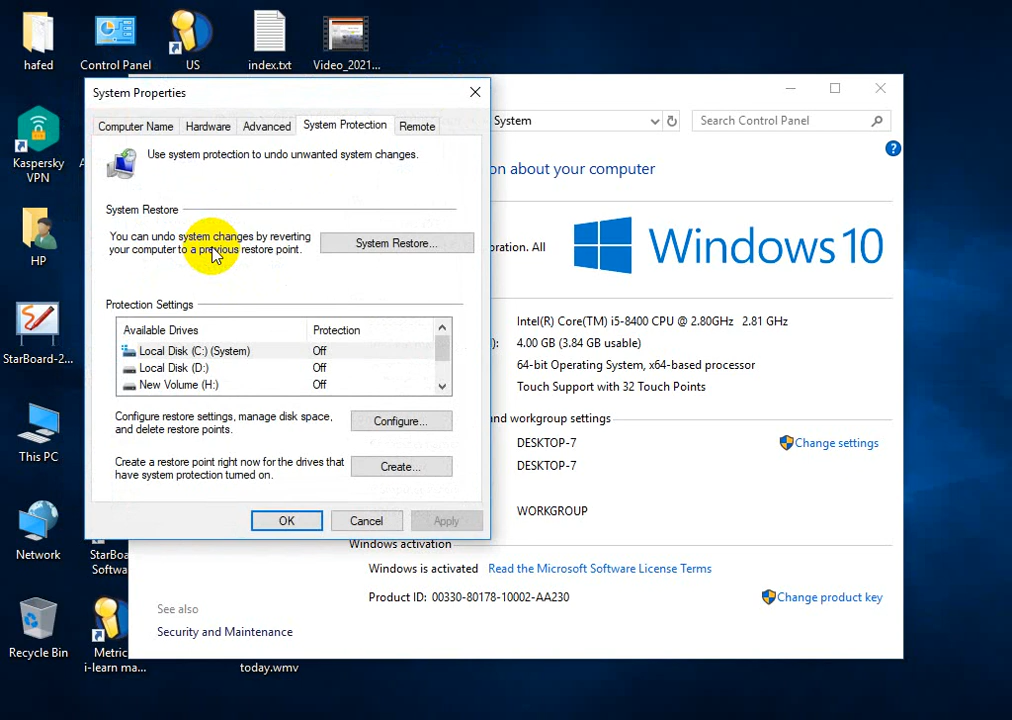 hafed
Control Panel
US
index.txt
Video_2021...
Kaspersky
VPN
HP
StarBoard-2...
This PC
Network
StarBoa
Softwa
Recycle Bin
Metric
i-learn ma...
today.wmv
System Properties
Computer Name
Hardware
Advanced
System Protection
Remote
Use system protection to undo unwanted system changes.
System Restore
You can undo system changes by reverting
your computer to a previous restore point.
System Restore...
Protection Settings
Available Drives Protection
Local Disk (C:) (System) Off
Local Disk (D:) Off
New Volume (H:) Off
Configure restore settings, manage disk space,
and delete restore points.
Configure...
Create a restore point right now for the drives that
have system protection turned on.
Create...
OK
Cancel
Apply
System
Search Control Panel
on about your computer
oration. All
Windows 10
Intel(R) Core(TM) i5-8400 CPU @ 2.80GHz 2.81 GHz
): 4.00 GB (3.84 GB usable)
64-bit Operating System, x64-based processor
Touch Support with 32 Touch Points
and workgroup settings
DESKTOP-7
Change settings
DESKTOP-7
WORKGROUP
Windows activation
Windows is activated Read the Microsoft Software License Terms
Product ID: 00330-80178-10002-AA230
Change product key
See also
Security and Maintenance